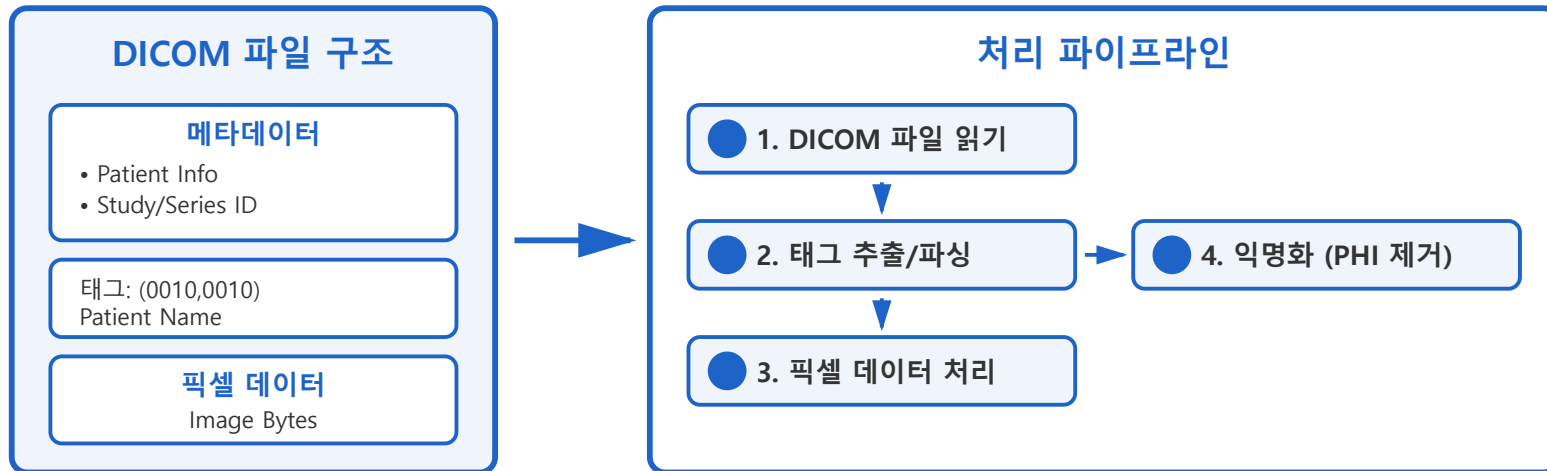 DICOM 파일 구조
메타데이터
• Patient Info
• Study/Series ID
태그: (0010,0010)
Patient Name
픽셀 데이터
Image Bytes
처리 파이프라인
1. DICOM 파일 읽기
2. 태그 추출/파싱
4. 익명화 (PHI 제거)
3. 픽셀 데이터 처리